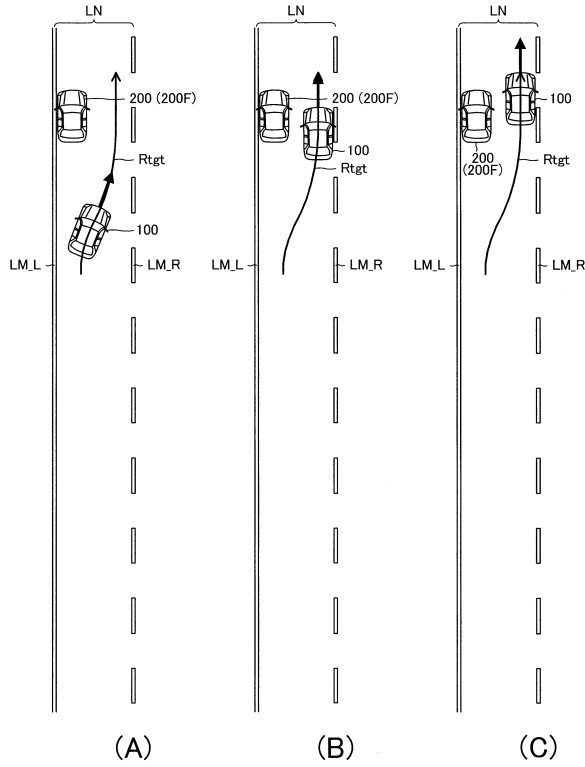 LN
200 (200F)
Rtgt
100
LM_L
LM_R
(A)
LN
200 (200F)
100
Rtgt
LM_L
LM_R
(B)
LN
100
200
(200F)
Rtgt
LM_L
LM_R
(C)